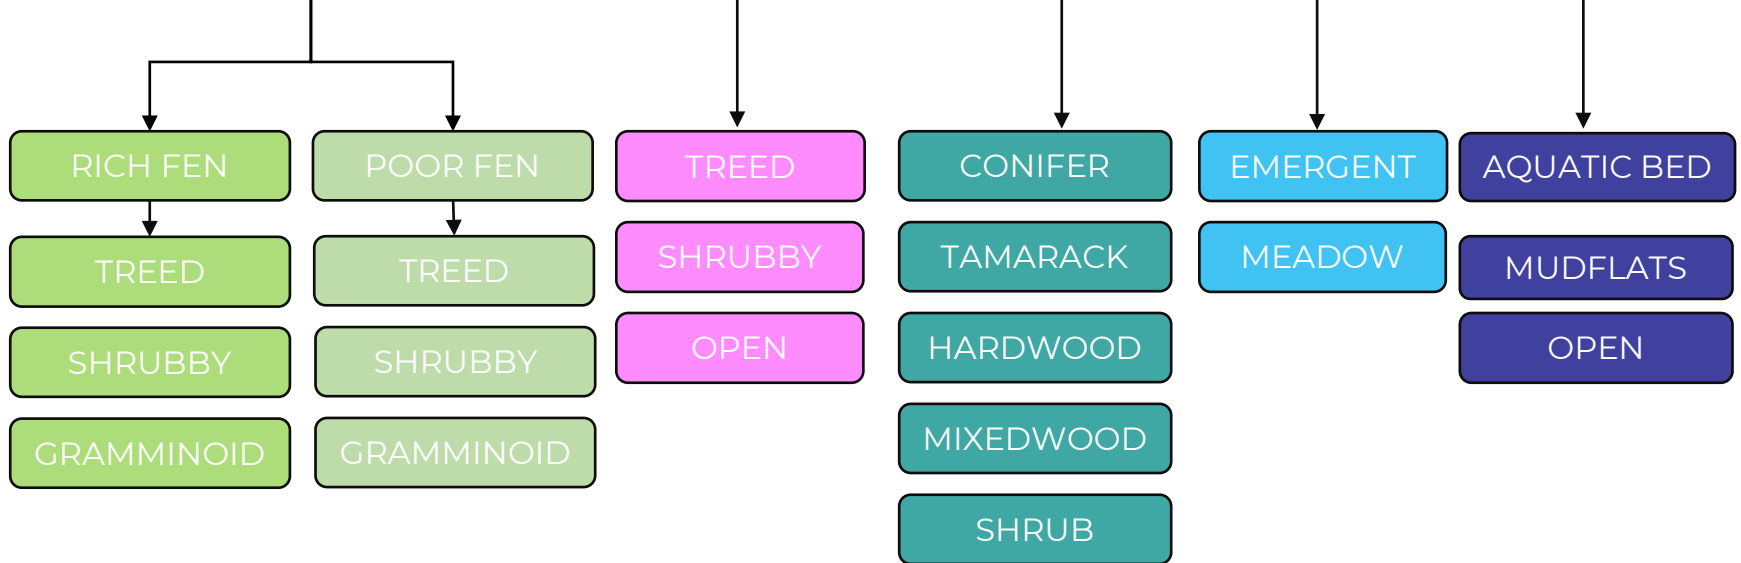 RICH FEN
TREED
SHRUBBY
GRAMMINOID
POOR FEN
TREED
SHRUBBY
GRAMMINOID
TREED
SHRUBBY
OPEN
CONIFER
TAMARACK
HARDWOOD
MIXEDWOOD
SHRUB
EMERGENT
MEADOW
AQUATIC BED
MUDFLATS
OPEN